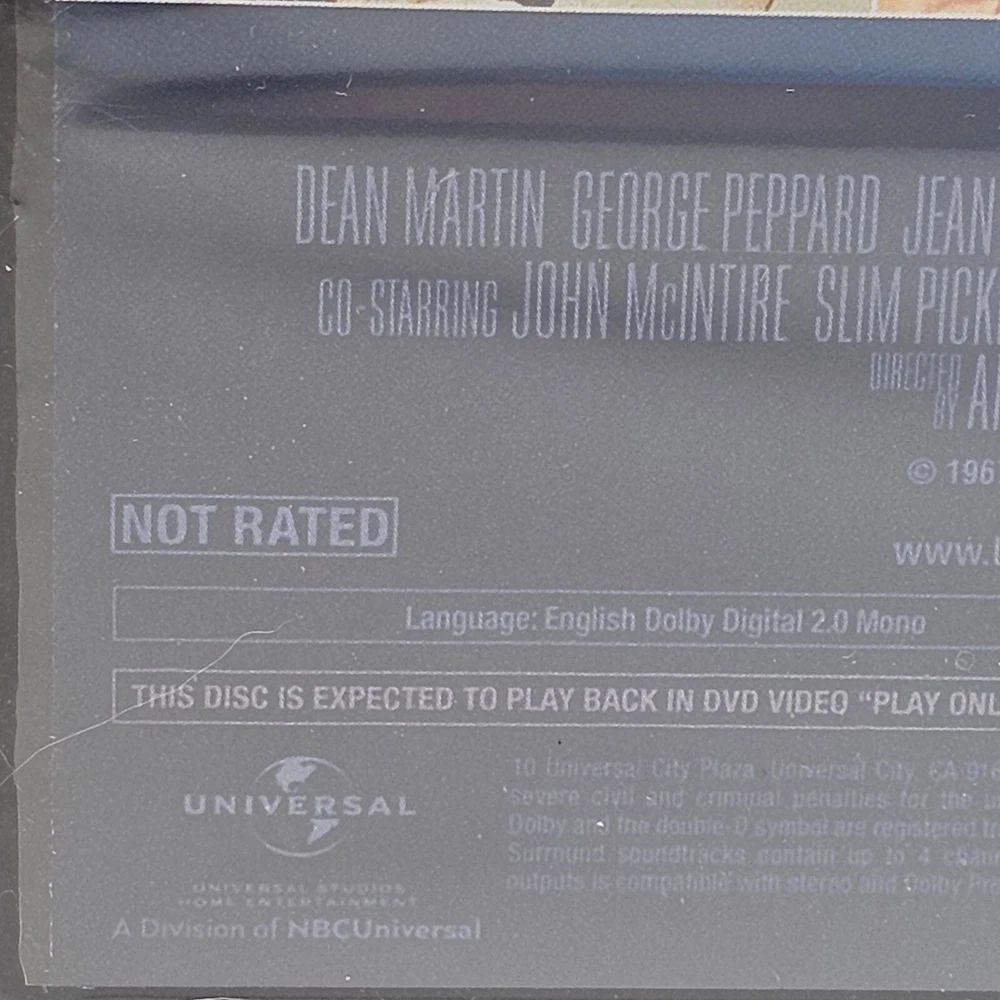 DEAN MARTIN GEORGE PEPPARD JEAN
CO-STARRING JOHN McINTIRE SLIM PICK
DIRECTED BY
© 196
NOT RATED
www.
Language: English Dolby Digital 2.0 Mono
THIS DISC IS EXPECTED TO PLAY BACK IN DVD VIDEO “PLAY ONL
UNIVERSAL
10 Universal City Plaza, Universal City, CA 916
severe civil and criminal penalties for the
Dolby and the double-D symbol are registered
Surround soundtracks contain up to 4
outputs is compatible with stereo and Dolby
UNIVERSAL STUDIOS
HOME ENTERTAINMENT
A Division of NBCUniversal